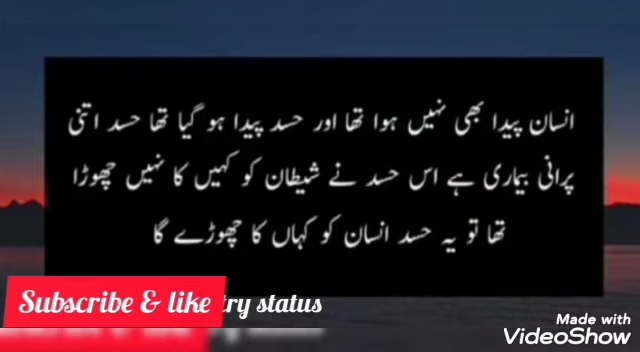 انسان پیدا بھی نہیں ہوا تھا اور حسد پیدا ہو گیا تھا حسد اتنی
پرانی بیماری ہے اس حسد نے شیطان کو کہیں کا نہیں چھوڑا
تھا تو یہ حسد انسان کو کہاں کا چھوڑے گا
Subscribe & like try status
Made with
VideoShow